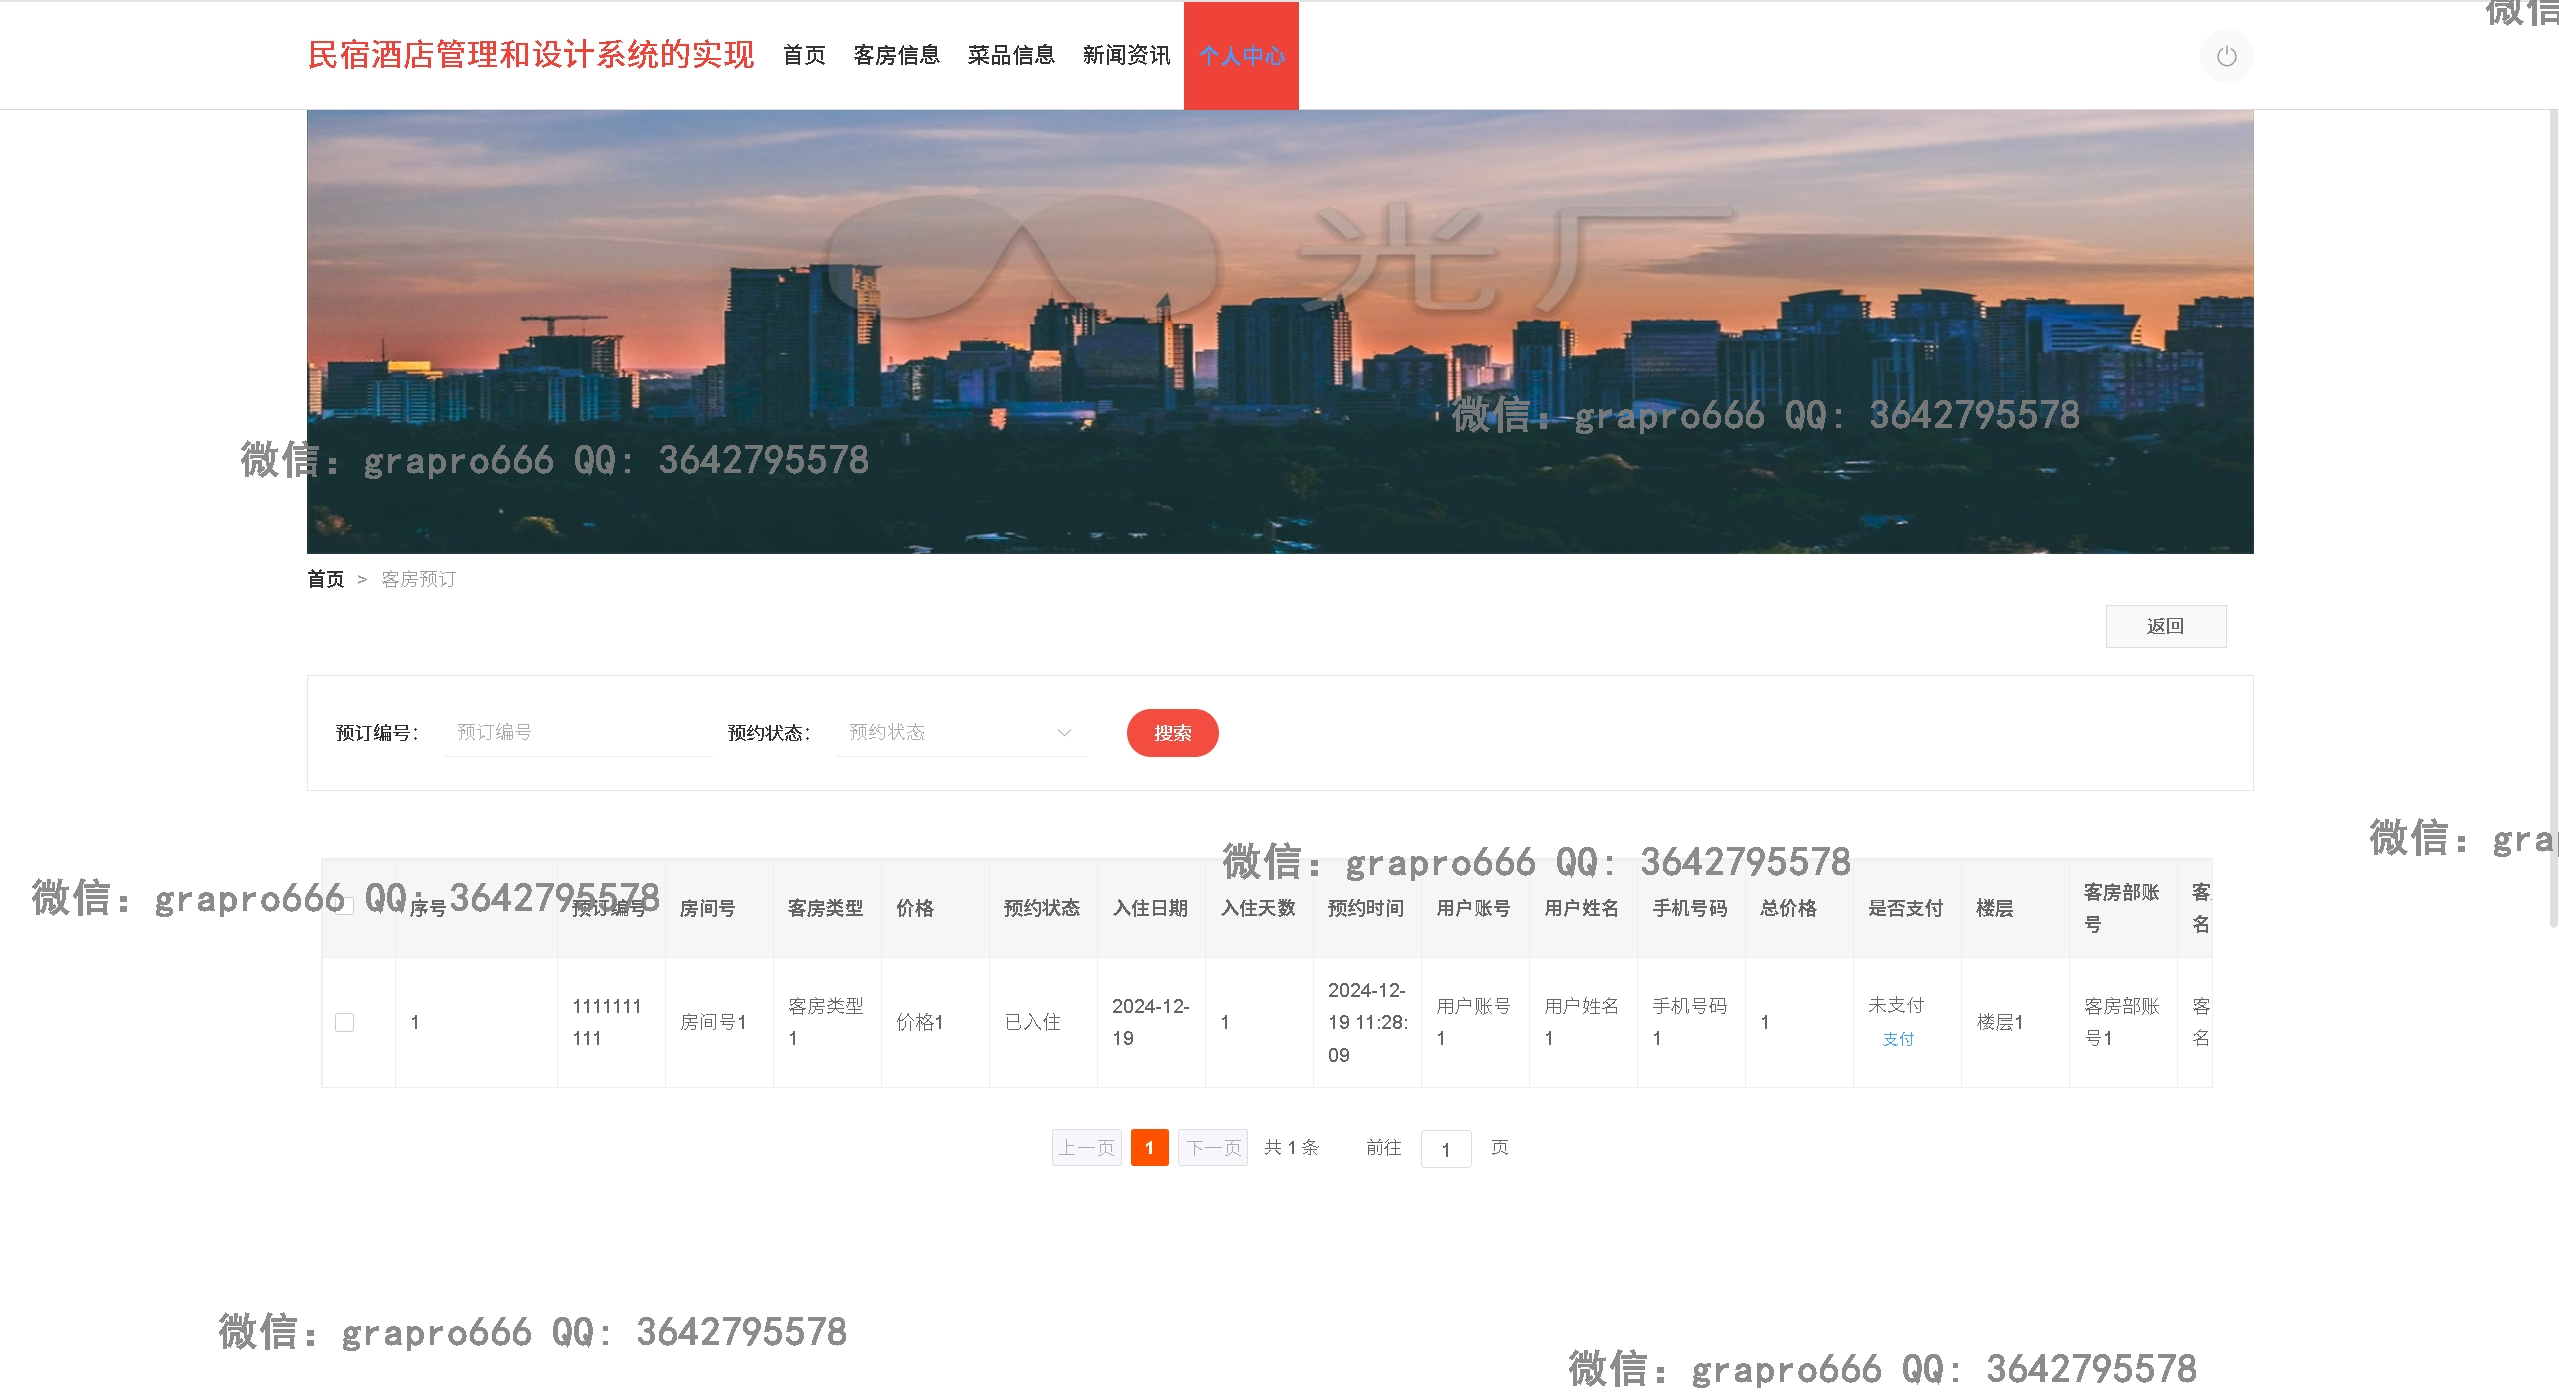 微信
民宿酒店管理和设计系统的实现 首页 客房信息 菜品信息 新闻资讯 个人中心
光厂
微信: grapro666 QQ: 3642795578
微信: grapro666 QQ: 3642795578
首页 > 客房预订
返回
预订编号: 预订编号 预约状态: 预约状态 搜索
微信: gra
微信: grapro666 QQ: 3642795578
微信: grapro666 QQ: 3642795578
序号 预订编号 房间号 客房类型 价格 预约状态 入住日期 入住天数 预约时间 用户账号 用户姓名 手机号码 总价格 是否支付 楼层 客房部账号 客 名
1 1111111111 房间号1 客房类型1 价格1 已入住 2024-12-19 1 2024-12-19 11:28:09 用户账号1 用户姓名1 手机号码1 1 未支付 支付 楼层1 客房部账号1 客 名
上一页 1 下一页 共 1 条 前往 1 页
微信: grapro666 QQ: 3642795578
微信: grapro666 QQ: 3642795578